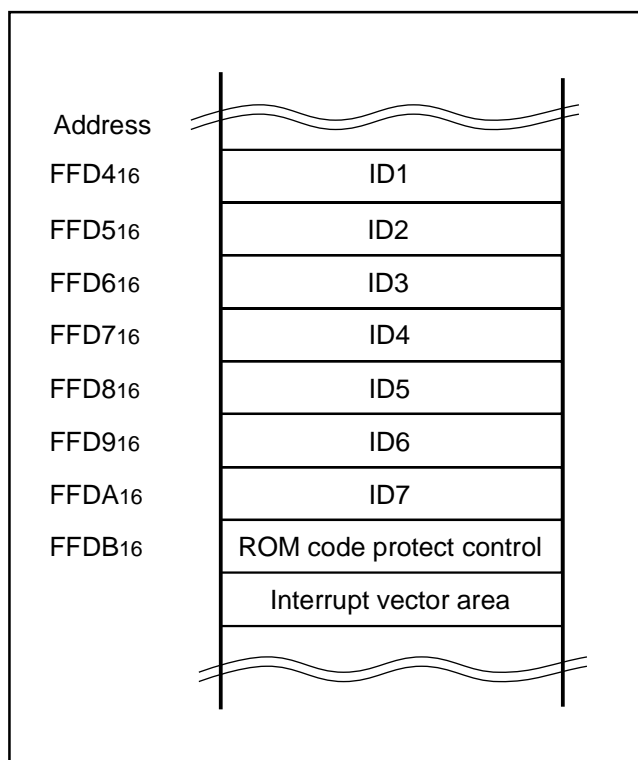 Address
FFD416 ID1
FFD516 ID2
FFD616 ID3
FFD716 ID4
FFD816 ID5
FFD916 ID6
FFDA16 ID7
FFDB16 ROM code protect control
Interrupt vector area